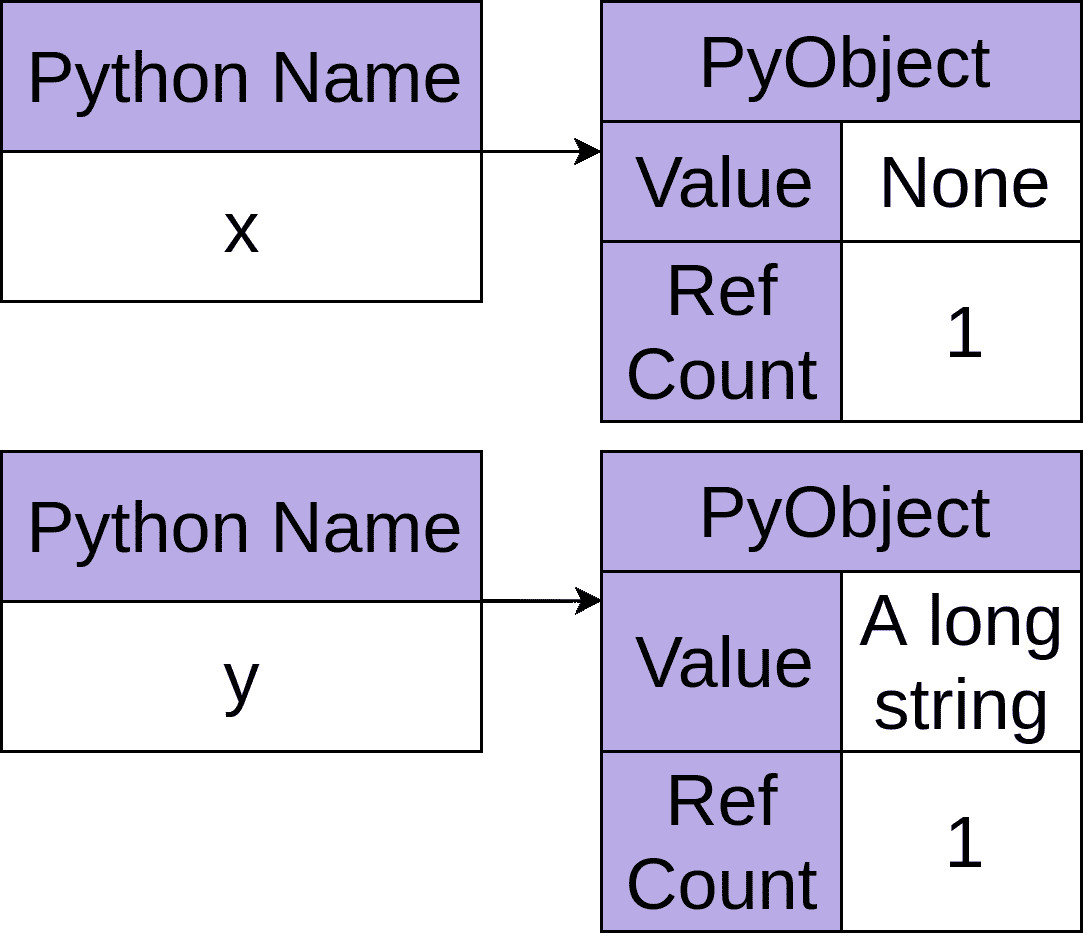 Python Name
x
PyObject
Value
None
Ref
Count
1
Python Name
y
PyObject
Value
A long
string
Ref
Count
1